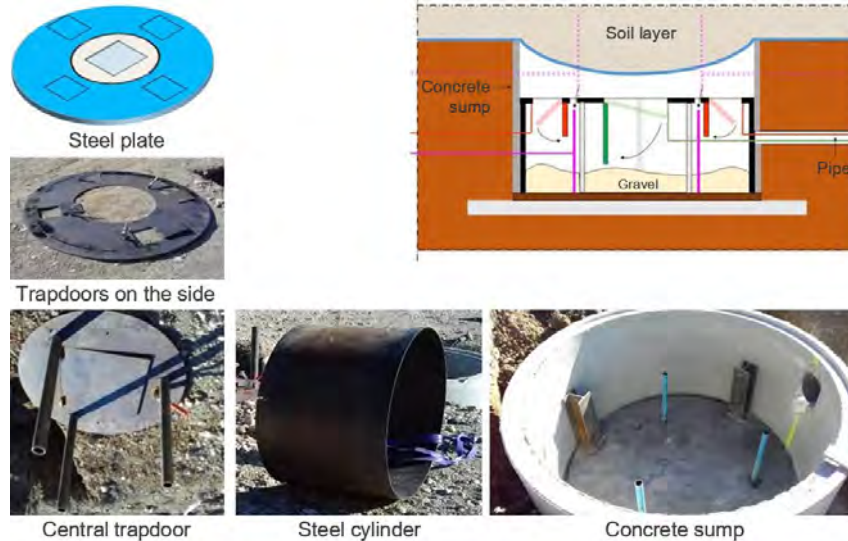 Steel plate
Soil layer
Concrete
sump
Gravel
Pipe
Trapdoors on the side
Central trapdoor
Steel cylinder
Concrete sump